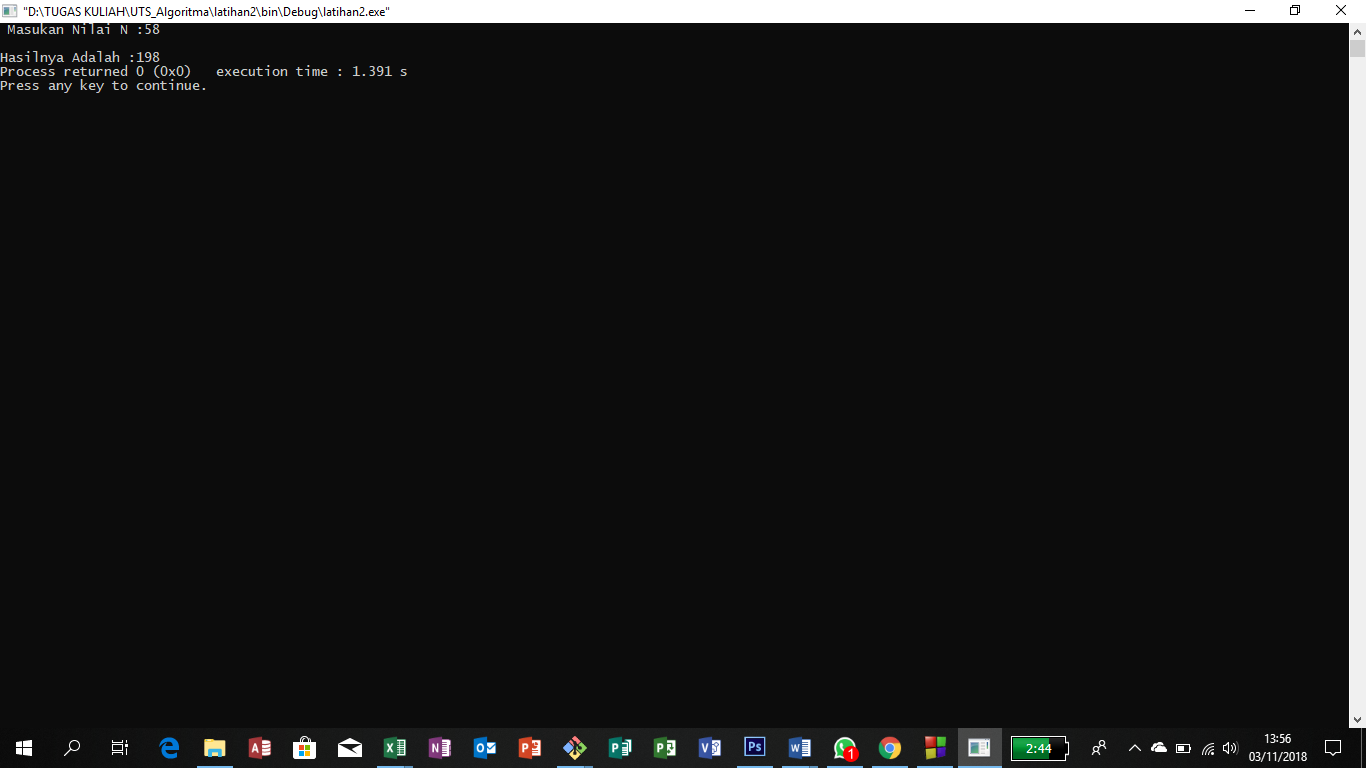 "D:\TUGAS KULIAH\UTS_Algoritma\latihan2\bin\Debug\latihan2.exe"
Masukan Nilai N :58
Hasilnya Adalah :198
Process returned 0 (0x0)   execution time : 1.391 s
Press any key to continue.
2:44
13:56
03/11/2018
1